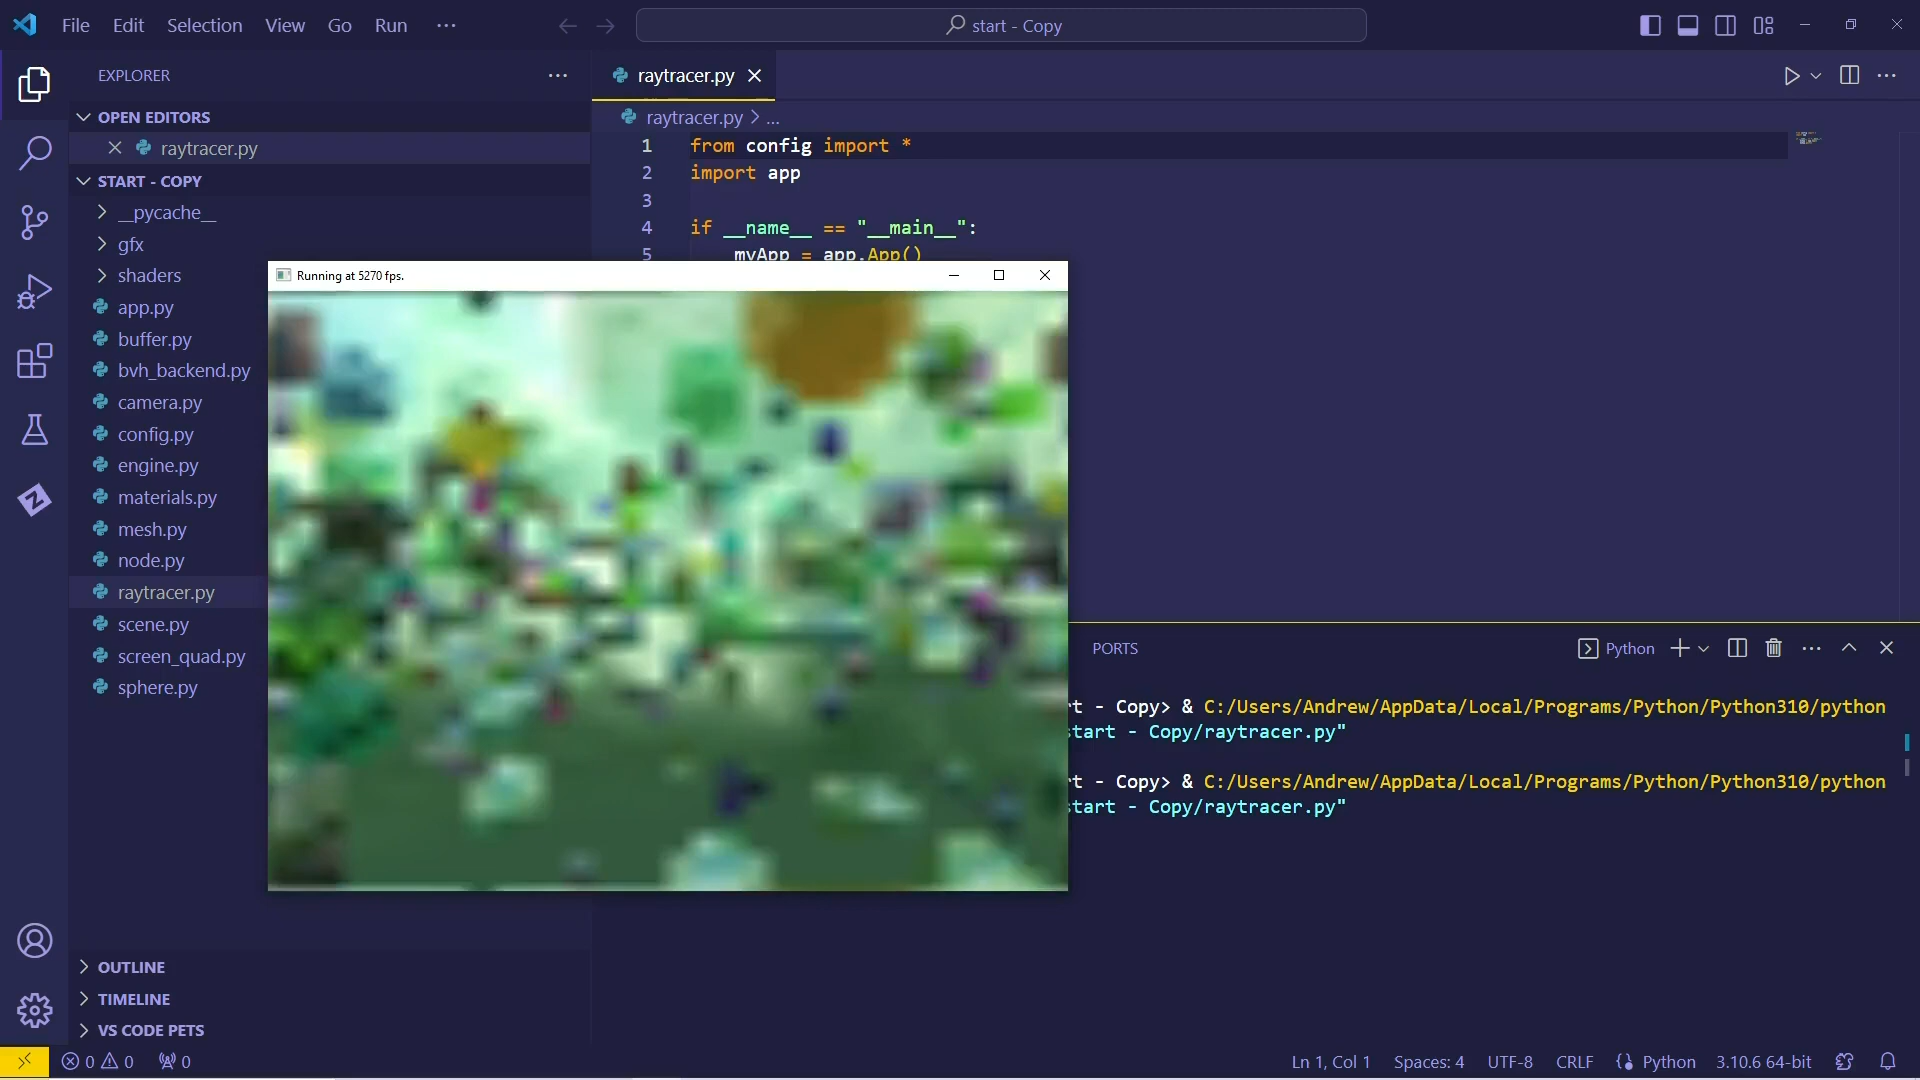 File Edit Selection View Go Run ···
start - Copy
EXPLORER
raytracer.py
OPEN EDITORS
raytracer.py
START - COPY
__pycache__
gfx
shaders
app.py
buffer.py
bvh_backend.py
camera.py
config.py
engine.py
materials.py
mesh.py
node.py
raytracer.py
scene.py
screen_quad.py
sphere.py
OUTLINE
TIMELINE
VS CODE PETS
raytracer.py > ...
1 from config import *
2 import app
3
4 if __name__ == "__main__":
5 myApp = app.App()
Running at 5270 fps.
PORTS
Python
rt - Copy> & C:/Users/Andrew/AppData/Local/Programs/Python/Python310/python
start - Copy/raytracer.py"
rt - Copy> & C:/Users/Andrew/AppData/Local/Programs/Python/Python310/python
start - Copy/raytracer.py"
0 0 0
Ln 1, Col 1 Spaces: 4 UTF-8 CRLF Python 3.10.6 64-bit